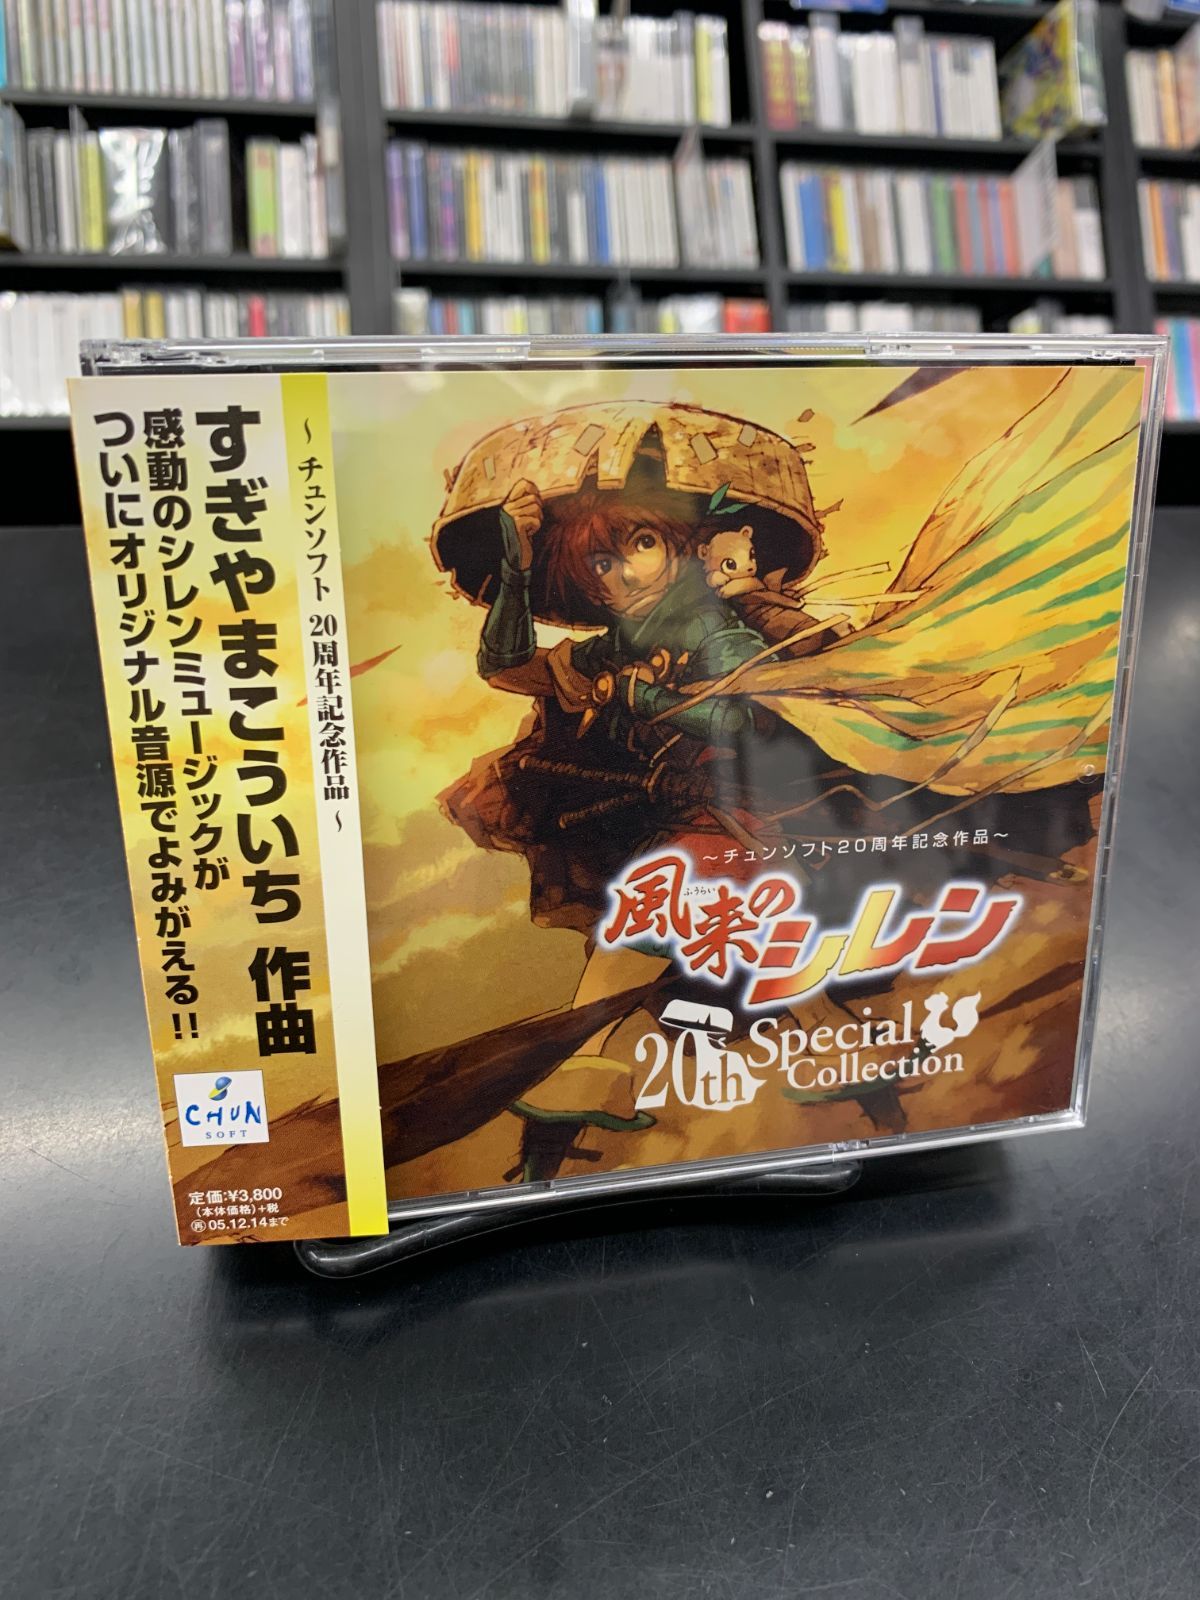 すぎやまこういち 作曲
感動のシレンミュージックが
ついにオリジナル音源でよみがえる!!
～チュンソフト 20周年記念作品～
CHUN
SOFT
定価:¥3,800
(本体価格)+税
再05.12.14まで
～チュンソフト20周年記念作品～
ふうらい
風来のシレン
20th Special
Collection